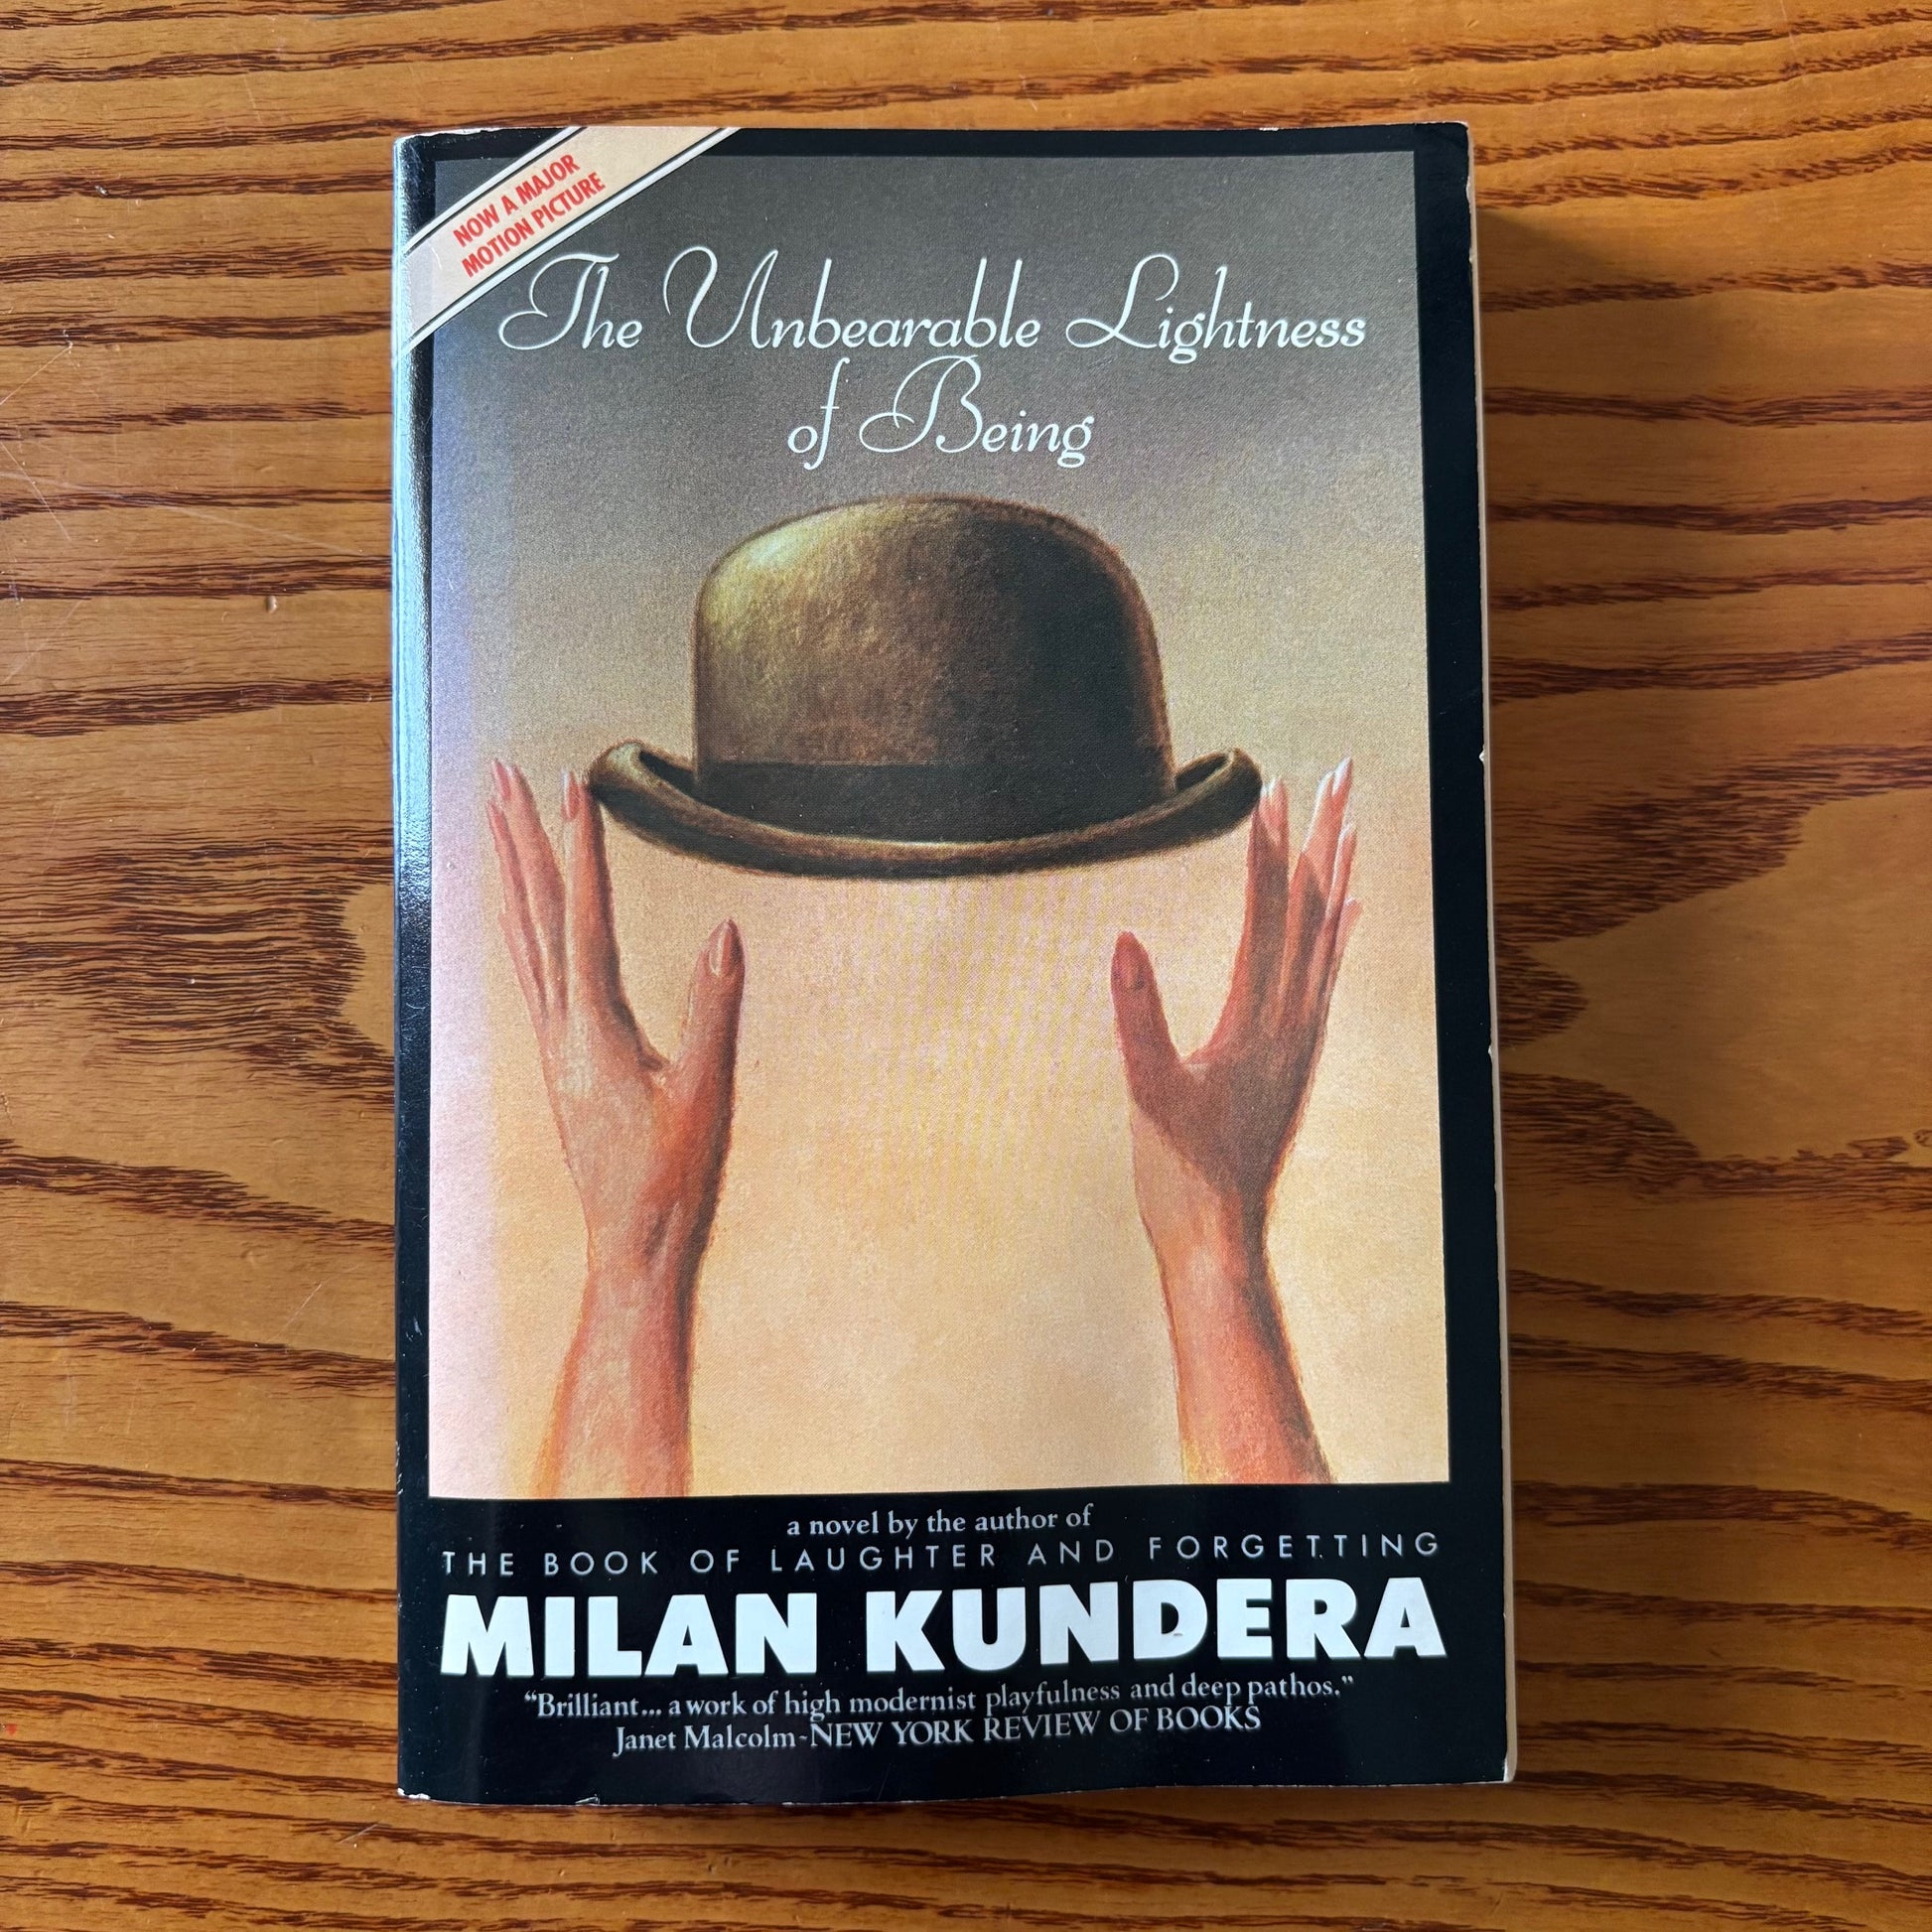 NOW A MAJOR
MOTION PICTURE
The Unbearable Lightness
of Being
a novel by the author of
THE BOOK OF LAUGHTER AND FORGETTING
MILAN KUNDERA
“Brilliant... a work of high modernist playfulness and deep pathos.”
Janet Malcolm-NEW YORK REVIEW OF BOOKS